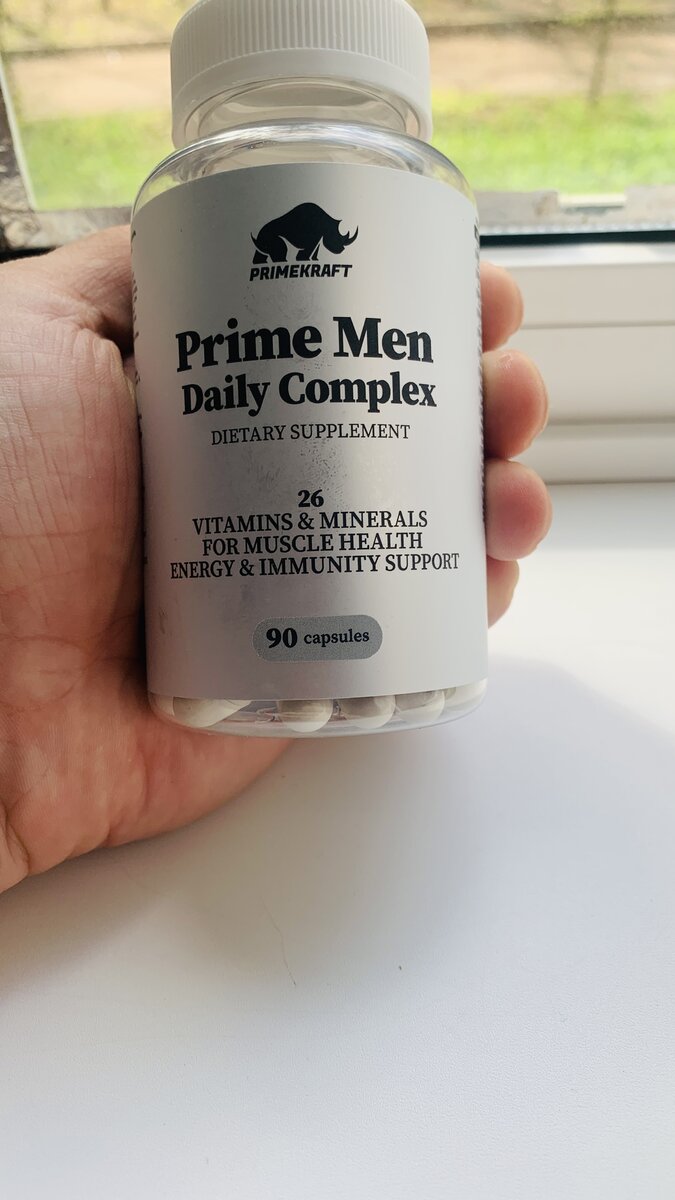 PRIMEKRAFT
Prime Men
Daily Complex
DIETARY SUPPLEMENT
26
VITAMINS & MINERALS
FOR MUSCLE HEALTH
ENERGY & IMMUNITY SUPPORT
90 capsules